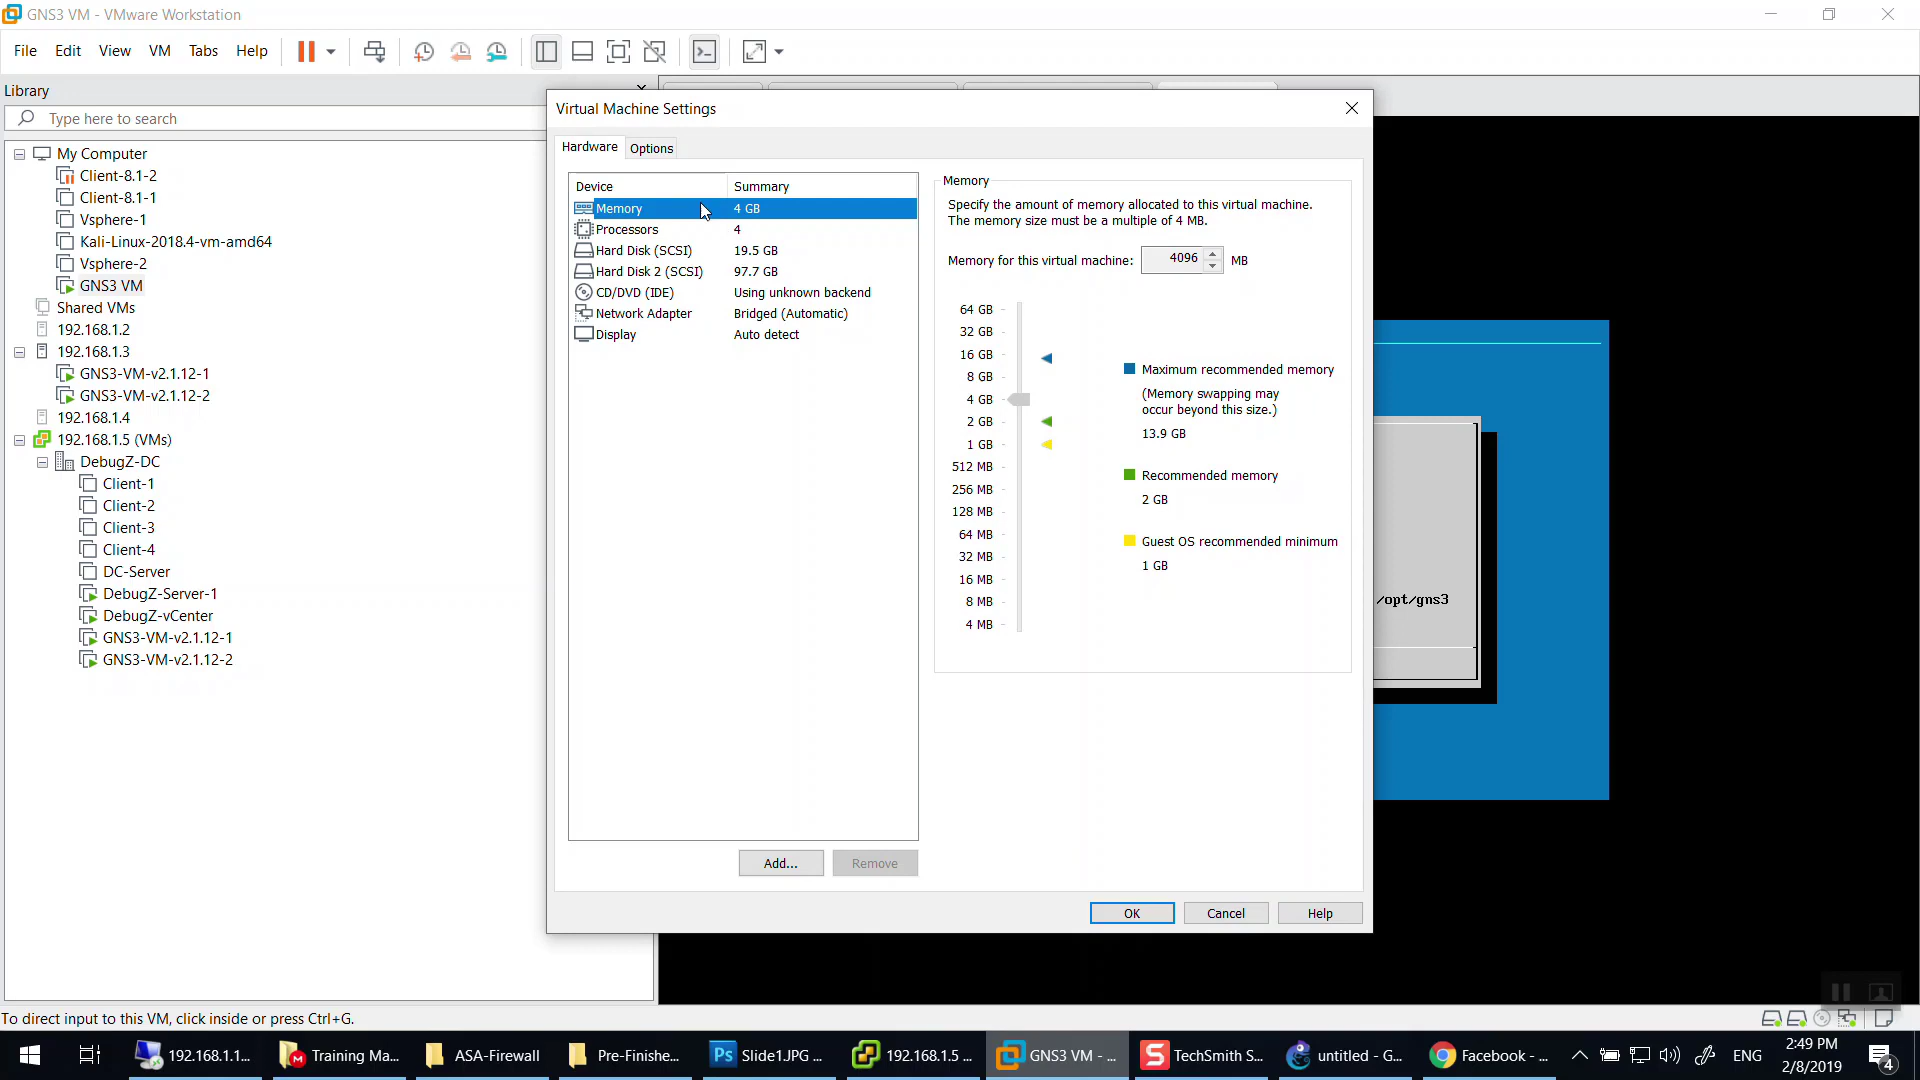 GNS3 VM - VMware Workstation
File Edit View VM Tabs Help
Library
Type here to search
My Computer
Client-8.1-2
Client-8.1-1
Vsphere-1
Kali-Linux-2018.4-vm-amd64
Vsphere-2
GNS3 VM
Shared VMs
192.168.1.2
192.168.1.3
GNS3-VM-v2.1.12-1
GNS3-VM-v2.1.12-2
192.168.1.4
192.168.1.5 (VMs)
DebugZ-DC
Client-1
Client-2
Client-3
Client-4
DC-Server
DebugZ-Server-1
DebugZ-vCenter
GNS3-VM-v2.1.12-1
GNS3-VM-v2.1.12-2
Virtual Machine Settings
Hardware Options
Device Summary
Memory 4 GB
Processors 4
Hard Disk (SCSI) 19.5 GB
Hard Disk 2 (SCSI) 97.7 GB
CD/DVD (IDE) Using unknown backend
Network Adapter Bridged (Automatic)
Display Auto detect
Add... Remove
Memory
Specify the amount of memory allocated to this virtual machine.
The memory size must be a multiple of 4 MB.
Memory for this virtual machine: 4096 MB
64 GB
32 GB
16 GB
8 GB
4 GB
2 GB
1 GB
512 MB
256 MB
128 MB
64 MB
32 MB
16 MB
8 MB
4 MB
Maximum recommended memory
(Memory swapping may
occur beyond this size.)
13.9 GB
Recommended memory
2 GB
Guest OS recommended minimum
1 GB
OK Cancel Help
/opt/gns3
To direct input to this VM, click inside or press Ctrl+G.
192.168.1.1... Training Ma... ASA-Firewall Pre-Finishe... Ps Slide1.JPG ... 192.168.1.5 ... GNS3 VM - ... S TechSmith S... untitled - G... Facebook - ... ENG
2:49 PM
2/8/2019
4